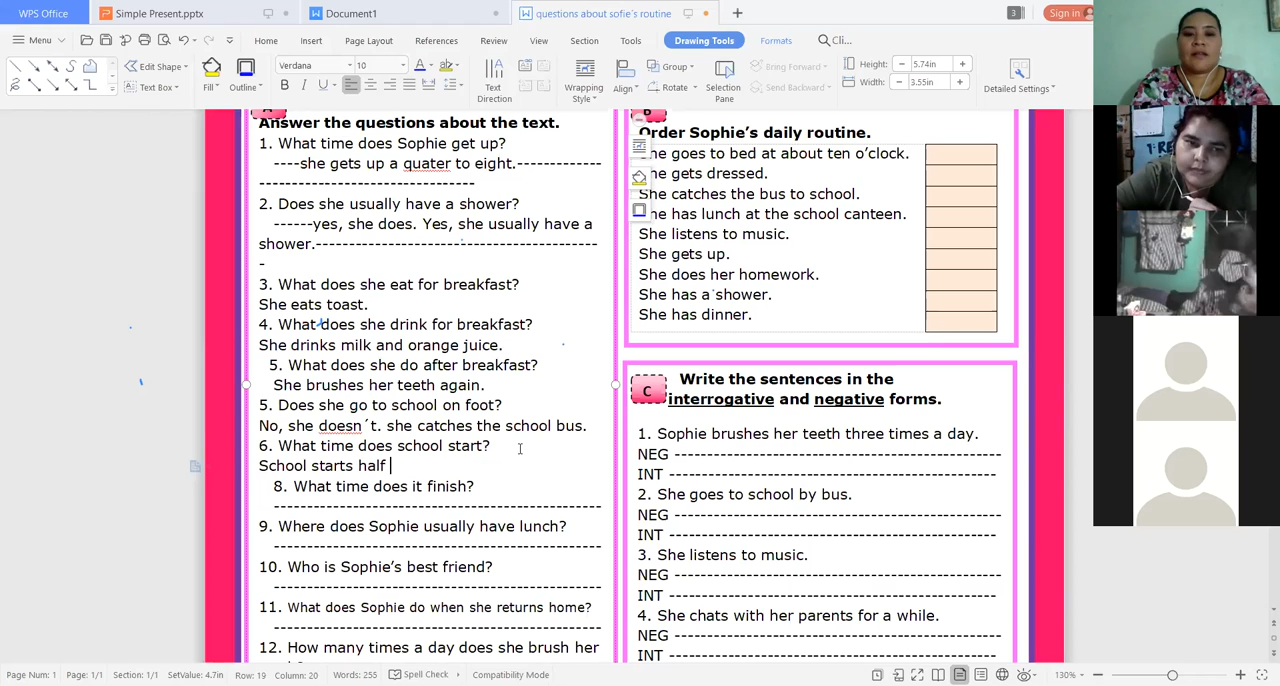 WPS Office
Simple Present.pptx
Document1
questions about sofie's routine
3
Sign in
Menu
Home
Insert
Page Layout
References
Review
View
Section
Tools
Drawing Tools
Formats
Cli...
Edit Shape
Text Box
Fill
Outline
Verdana
10
Text Direction
Wrapping Style
Align
Group
Rotate
Selection Pane
Bring Forward
Send Backward
Height: 5.74in
Width: 3.55in
Detailed Settings
Answer the questions about the text.
1. What time does Sophie get up?
----she gets up a quater to eight.-------------
---------------------------------
2. Does she usually have a shower?
------yes, she does. Yes, she usually have a
shower.-------------------------------------------
-
3. What does she eat for breakfast?
She eats toast.
4. What does she drink for breakfast?
She drinks milk and orange juice.
5. What does she do after breakfast?
She brushes her teeth again.
5. Does she go to school on foot?
No, she doesn´t. she catches the school bus.
6. What time does school start?
School starts half
8. What time does it finish?
---------------------------------------------------
9. Where does Sophie usually have lunch?
---------------------------------------------------
10. Who is Sophie's best friend?
---------------------------------------------------
11. What does Sophie do when she returns home?
---------------------------------------------------
12. How many times a day does she brush her
B
Order Sophie's daily routine.
She goes to bed at about ten o'clock.
She gets dressed.
She catches the bus to school.
She has lunch at the school canteen.
She listens to music.
She gets up.
She does her homework.
She has a shower.
She has dinner.
C
Write the sentences in the
interrogative and negative forms.
1. Sophie brushes her teeth three times a day.
NEG --------------------------------------------------
INT --------------------------------------------------
2. She goes to school by bus.
NEG --------------------------------------------------
INT --------------------------------------------------
3. She listens to music.
NEG --------------------------------------------------
INT --------------------------------------------------
4. She chats with her parents for a while.
NEG --------------------------------------------------
INT --------------------------------------------------
Page Num: 1
Page: 1/1
Section: 1/1
SetValue: 4.7in
Row: 19
Column: 20
Words: 255
Spell Check
Compatibility Mode
130%